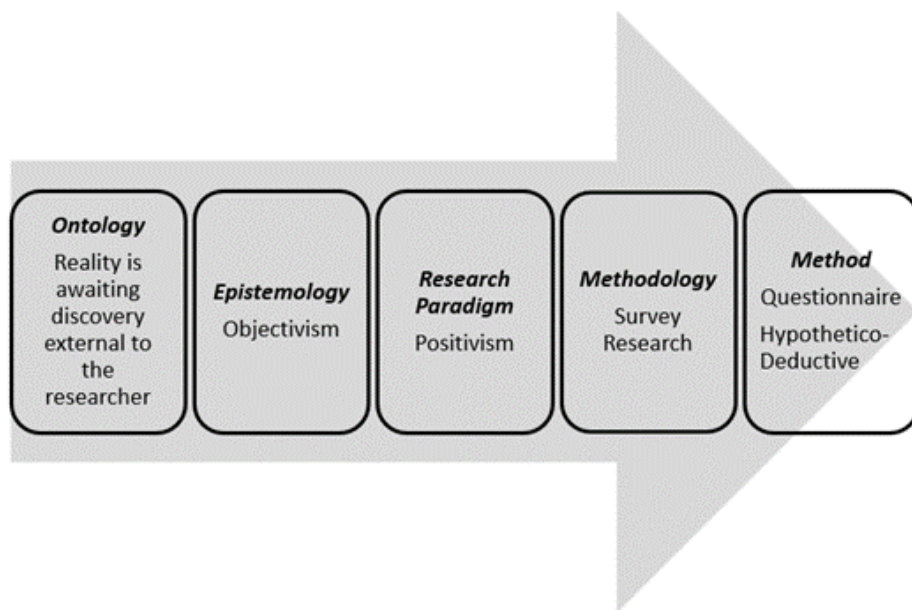 Ontology
Reality is
awaiting
discovery
external to
the
researcher
Epistemology
Objectivism
Research
Paradigm
Positivism
Methodology
Survey
Research
Method
Questionnaire
Hypothetico-
Deductive